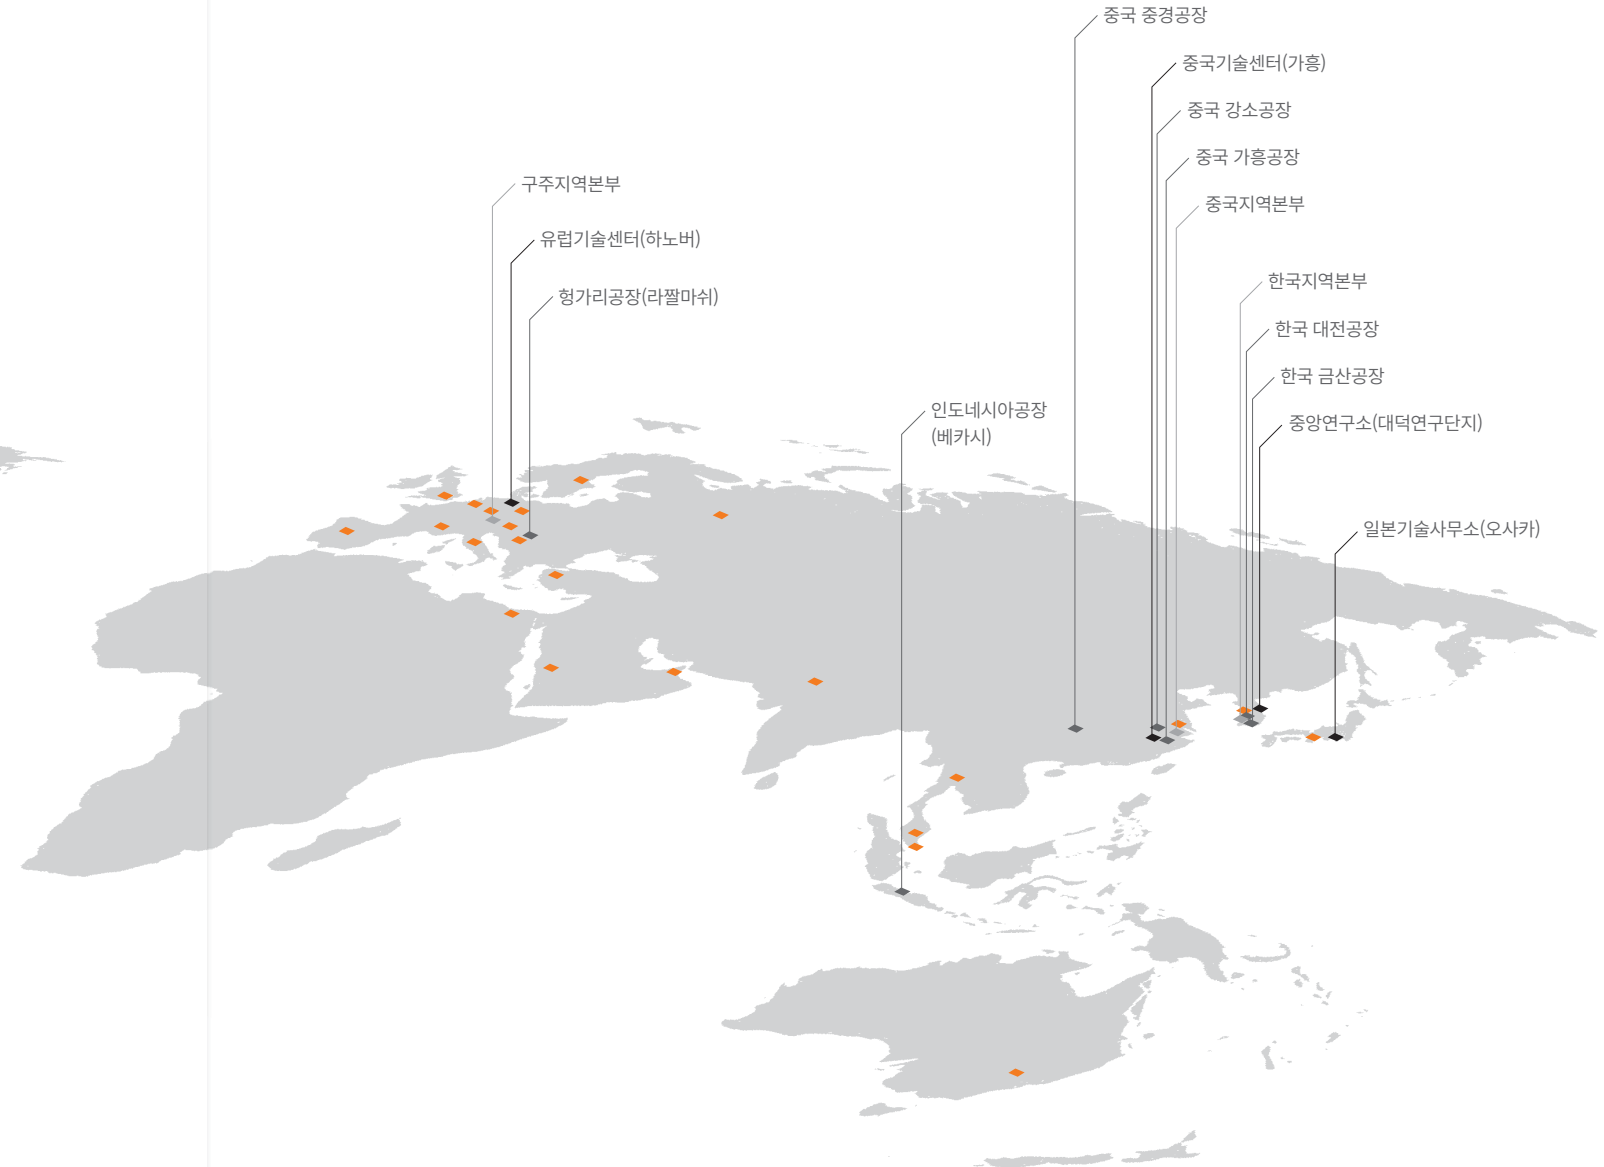 중국 중경공장
중국기술센터(가흥)
중국 강소공장
중국 가흥공장
구주지역본부
중국지역본부
유럽기술센터(하노버)
한국지역본부
헝가리공장(라짤마쉬)
한국 대전공장
한국 금산공장
인도네시아공장
(베카시)
중앙연구소(대덕연구단지)
일본기술사무소(오사카)